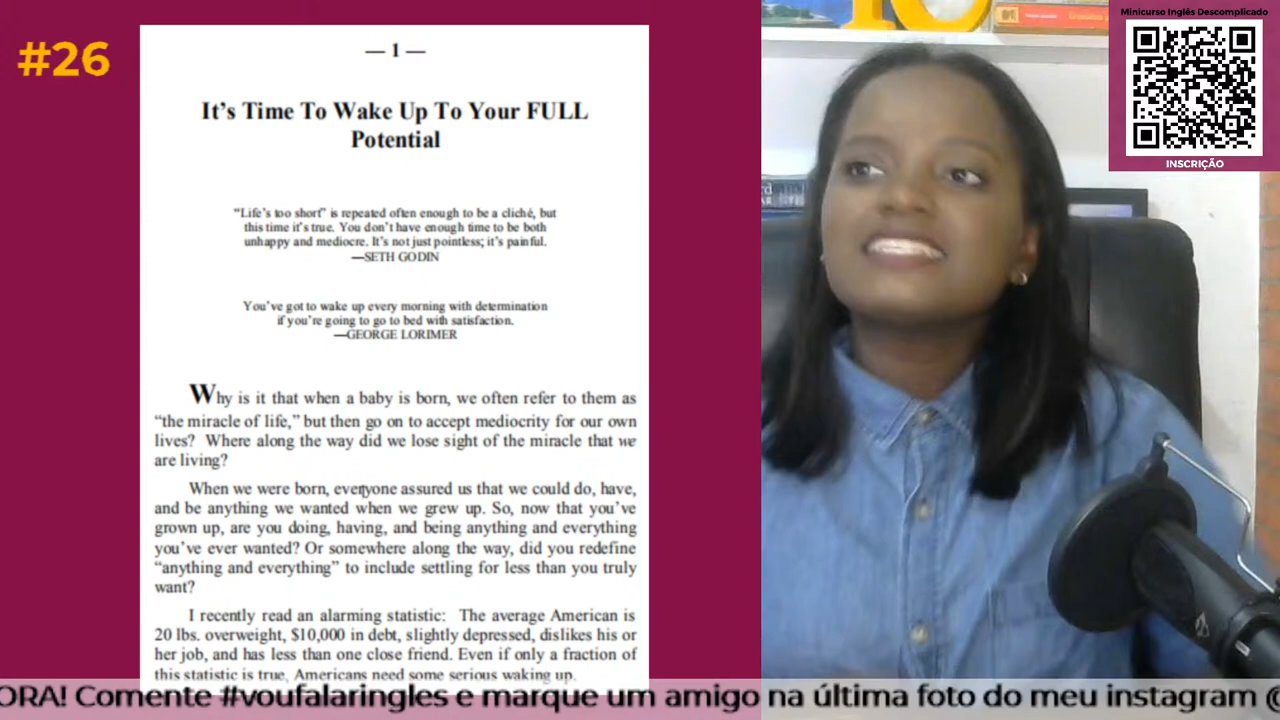 #26
— 1 —
It's Time To Wake Up To Your FULL
Potential
“Life's too short” is repeated often enough to be a cliché, but
this time it's true. You don't have enough time to be both
unhappy and mediocre. It's not just pointless; it's painful.
—SETH GODIN
You've got to wake up every morning with determination
if you're going to go to bed with satisfaction.
—GEORGE LORIMER
Why is it that when a baby is born, we often refer to them as
“the miracle of life,” but then go on to accept mediocrity for our own
lives? Where along the way did we lose sight of the miracle that we
are living?
When we were born, everyone assured us that we could do, have,
and be anything we wanted when we grew up. So, now that you've
grown up, are you doing, having, and being anything and everything
you've ever wanted? Or somewhere along the way, did you redefine
“anything and everything” to include settling for less than you truly
want?
I recently read an alarming statistic: The average American is
20 lbs. overweight, $10,000 in debt, slightly depressed, dislikes his or
her job, and has less than one close friend. Even if only a fraction of
this statistic is true, Americans need some serious waking up.
Minicurso Inglês Descomplicado
INSCRIÇÃO
ORA! Comente #voufalaringles e marque um amigo na última foto do meu instagram @